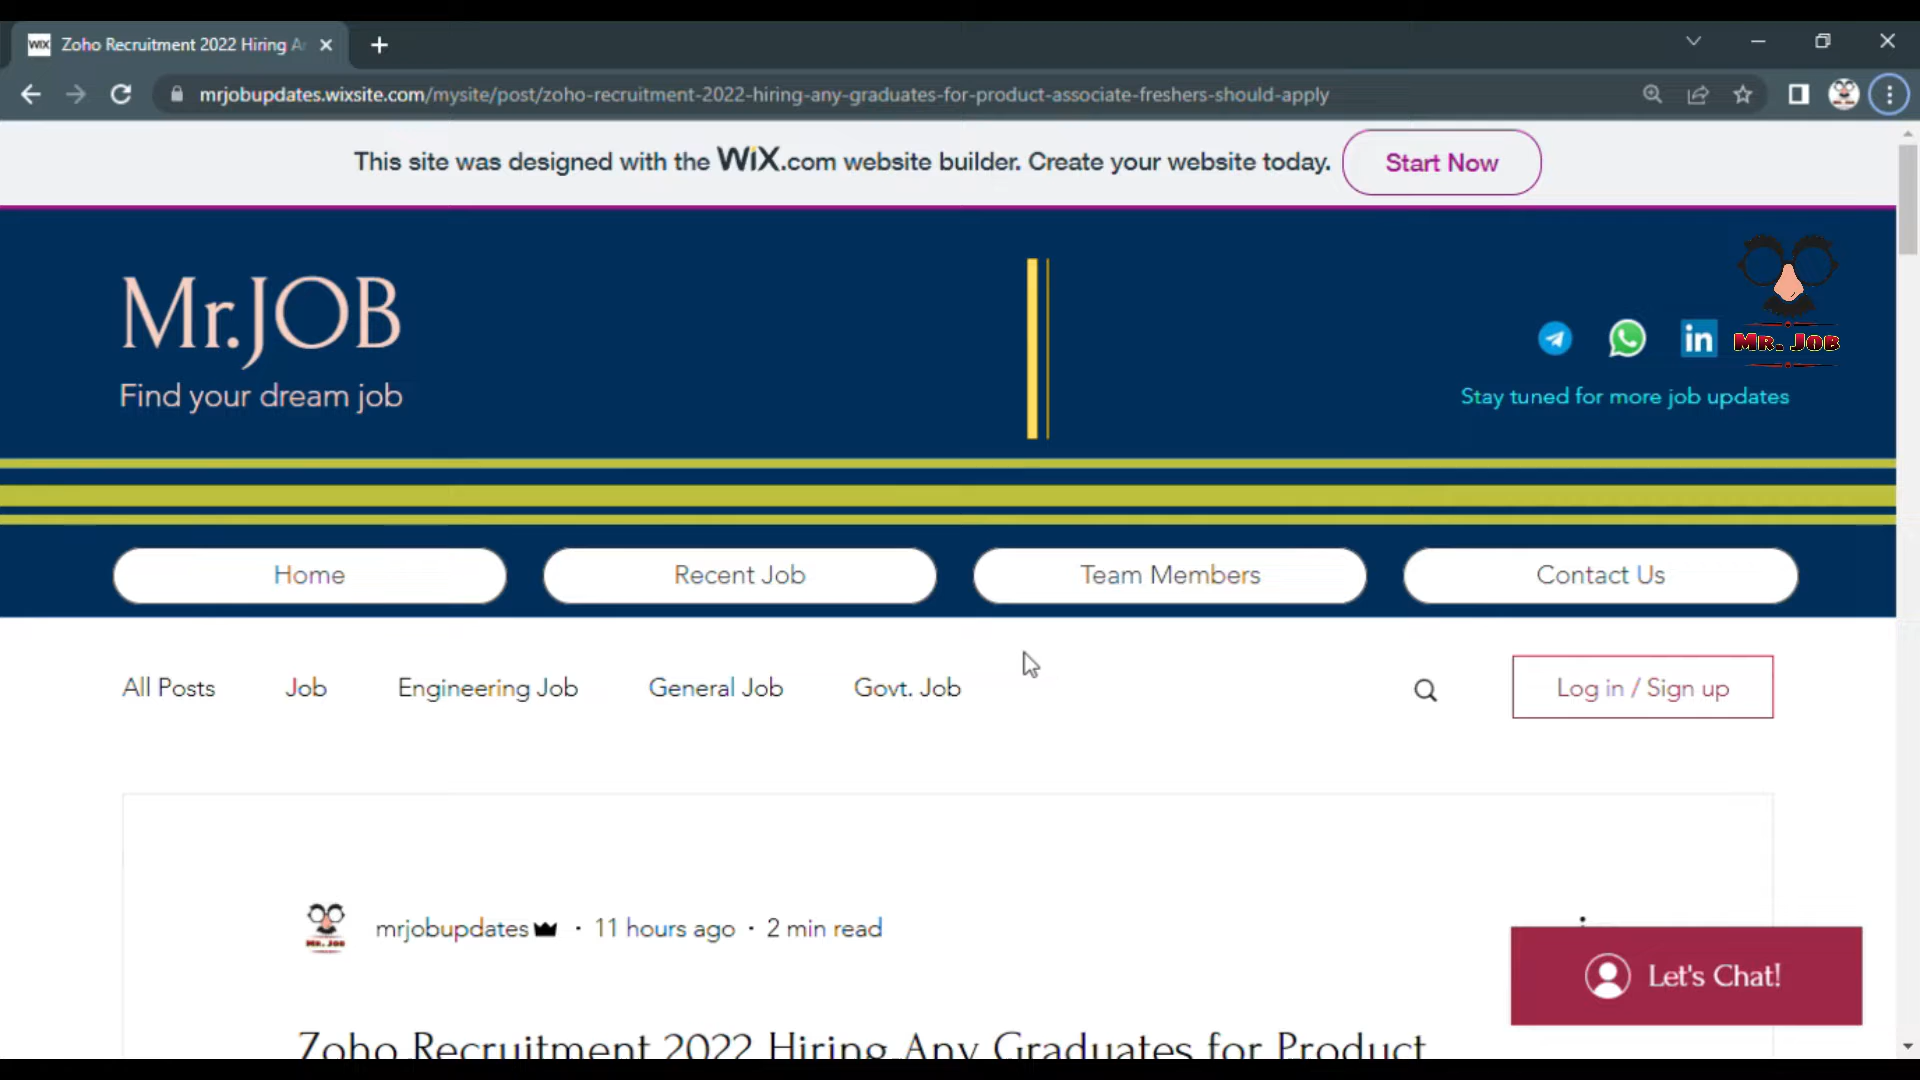 WiX Zoho Recruitment 2022 Hiring A
mrjobupdates.wixsite.com/mysite/post/zoho-recruitment-2022-hiring-any-graduates-for-product-associate-freshers-should-apply
This site was designed with the WiX.com website builder. Create your website today. Start Now
Mr.JOB
Find your dream job
Mr. Job
Stay tuned for more job updates
Home Recent Job Team Members Contact Us
All Posts Job Engineering Job General Job Govt. Job Log in / Sign up
mrjobupdates · 11 hours ago · 2 min read
Let's Chat!
Zoho Recruitment 2022 Hiring Any Graduates for Product